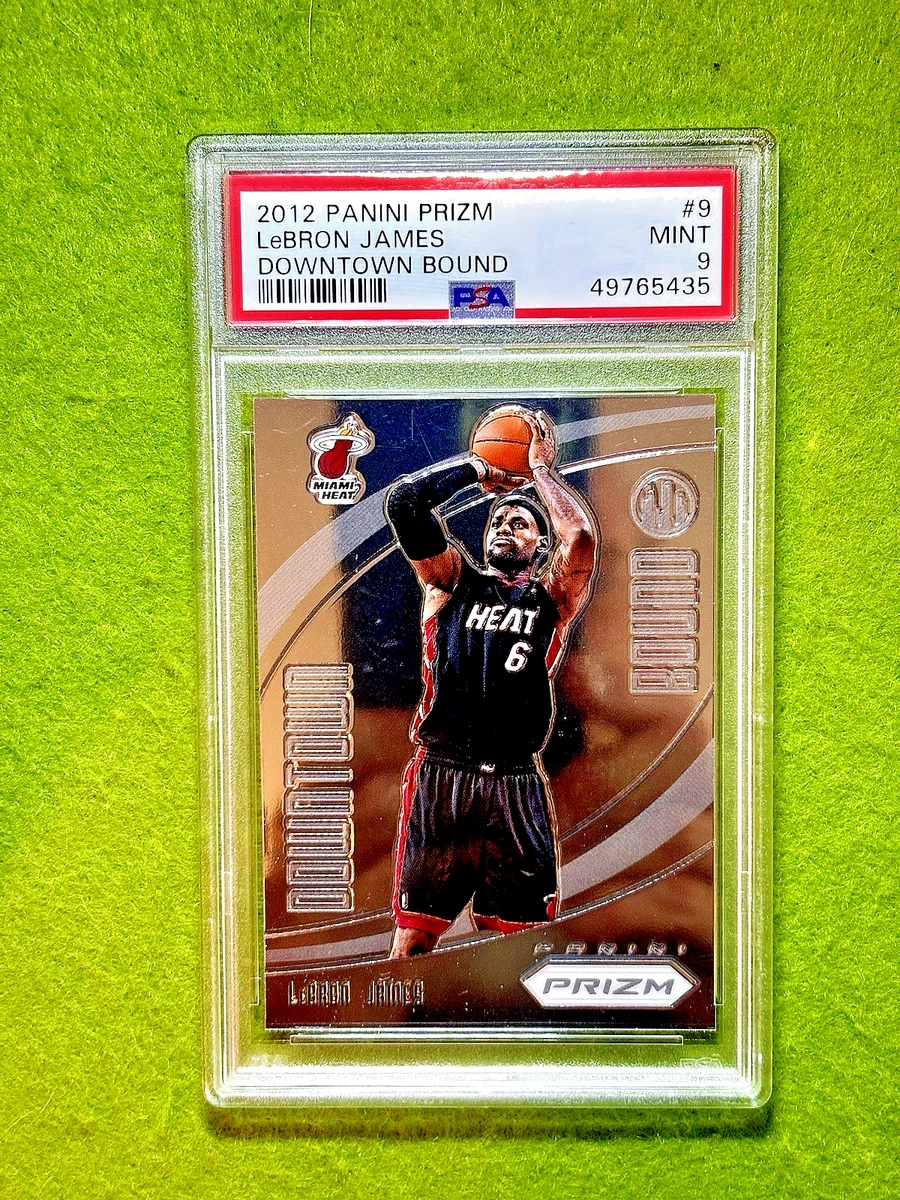 2012 PANINI PRIZM #9
LeBRON JAMES MINT
DOWNTOWN BOUND 9
PSA 49765435
MIAMI
HEAT
BOUND
HEAT
6
DOWNTOWN
PANINI
PRIZM
LeBRON JAMES